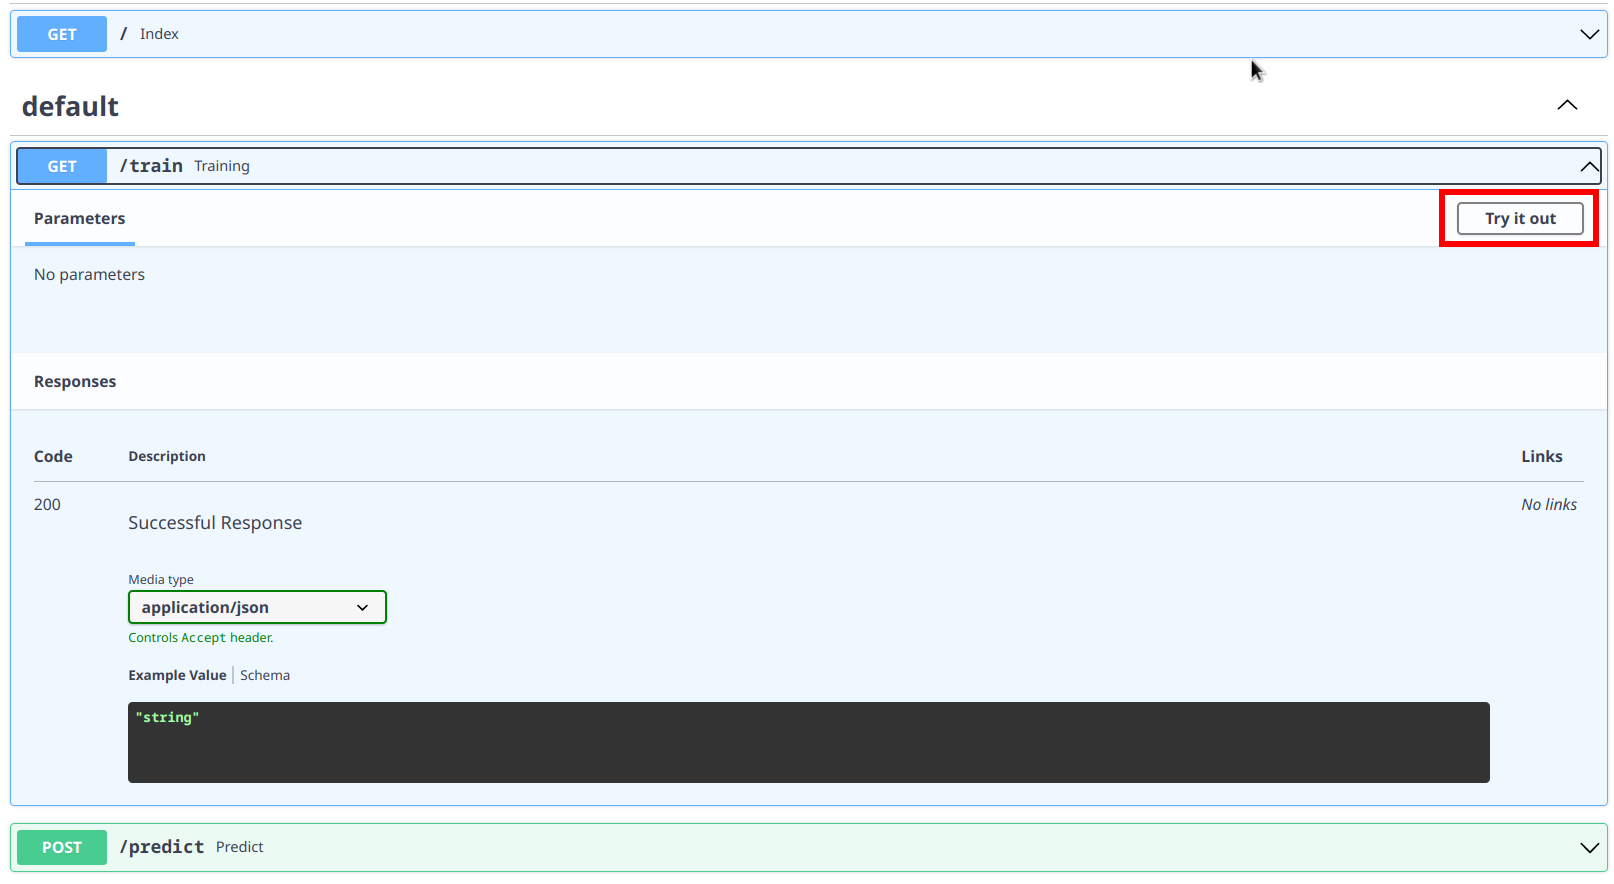 GET / Index
default
GET /train Training
Parameters
Try it out
No parameters
Responses
Code Description Links
200 No links
Successful Response
Media type
application/json
Controls Accept header.
Example Value Schema
"string"
POST /predict Predict